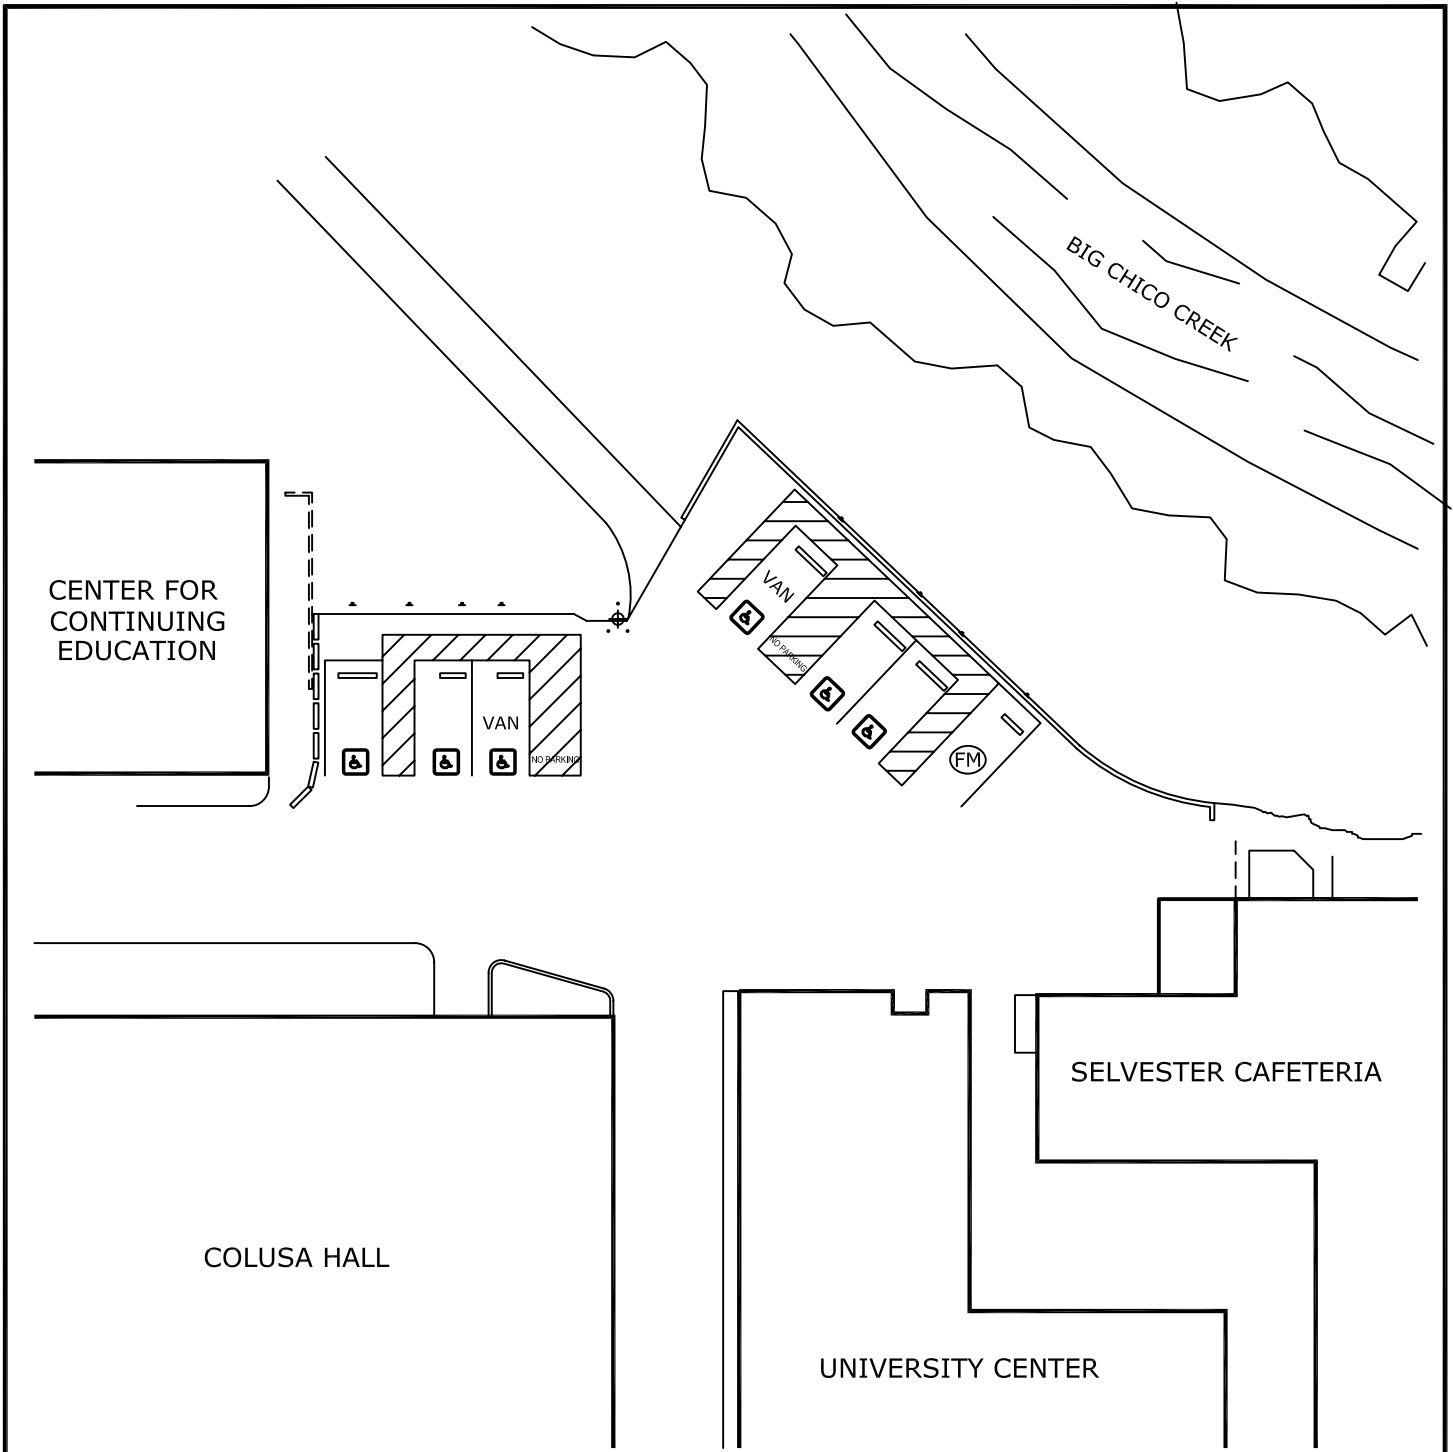 BIG CHICO CREEK
CENTER FOR
CONTINUING
EDUCATION
VAN
NO PARKING
VAN
NO PARKING
FM
SELVESTER CAFETERIA
COLUSA HALL
UNIVERSITY CENTER